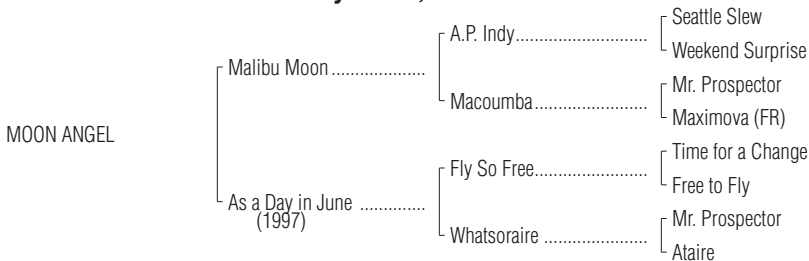 Seattle Slew
A.P. Indy
Weekend Surprise
Malibu Moon
Mr. Prospector
Macoumba
Maximova (FR)
MOON ANGEL
Time for a Change
Fly So Free
Free to Fly
As a Day in June
(1997)
Mr. Prospector
Whatsoraire
Ataire